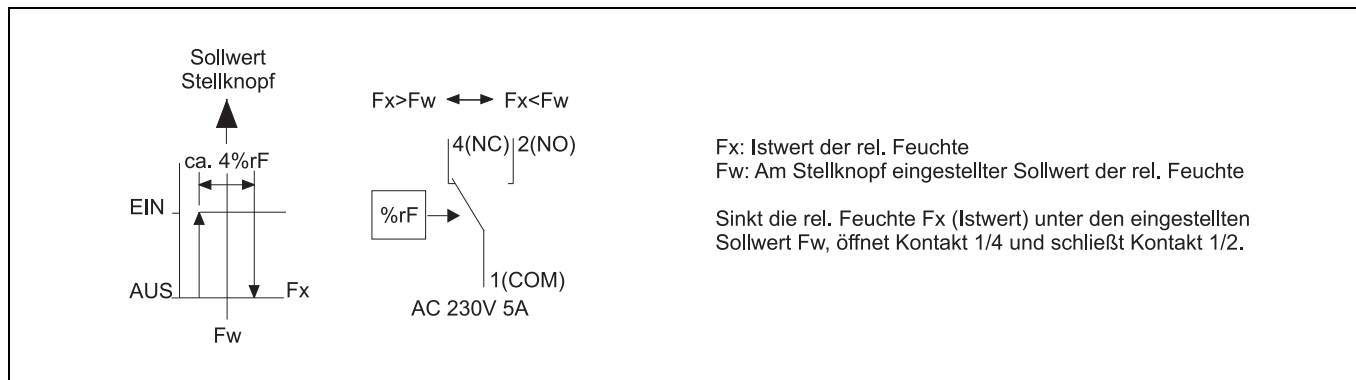 Sollwert
Stellknopf
ca. 4%rF
EIN
AUS
Fx
Fw
Fx>Fw Fx<Fw
4(NC) 2(NO)
%rF
1(COM)
AC 230V 5A
Fx: Istwert der rel. Feuchte
Fw: Am Stellknopf eingestellter Sollwert der rel. Feuchte
Sinkt die rel. Feuchte Fx (Istwert) unter den eingestellten
Sollwert Fw, öffnet Kontakt 1/4 und schließt Kontakt 1/2.